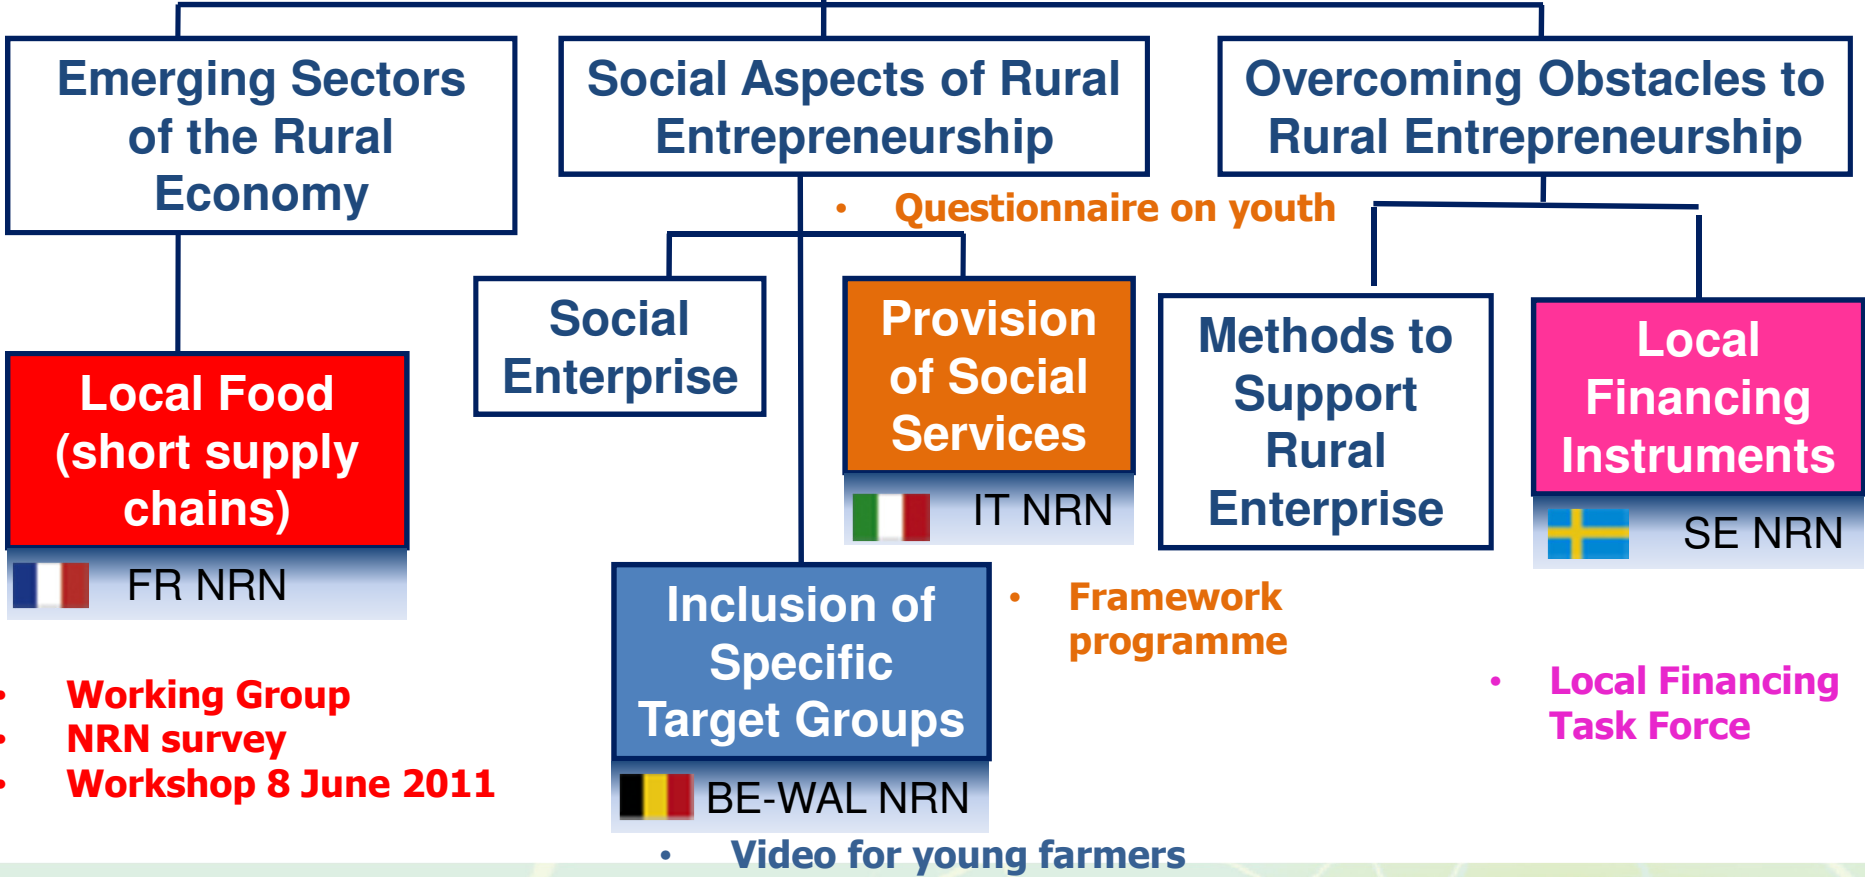 Emerging Sectors
of the Rural
Economy
Social Aspects of Rural
Entrepreneurship
Overcoming Obstacles to
Rural Entrepreneurship
• Questionnaire on youth
Social
Enterprise
Provision
of Social
Services
IT NRN
Methods to
Support
Rural
Enterprise
Local
Financing
Instruments
SE NRN
Local Food
(short supply
chains)
FR NRN
Inclusion of
Specific
Target Groups
BE-WAL NRN
• Framework
programme
• Working Group
• NRN survey
• Workshop 8 June 2011
• Local Financing
Task Force
• Video for young farmers